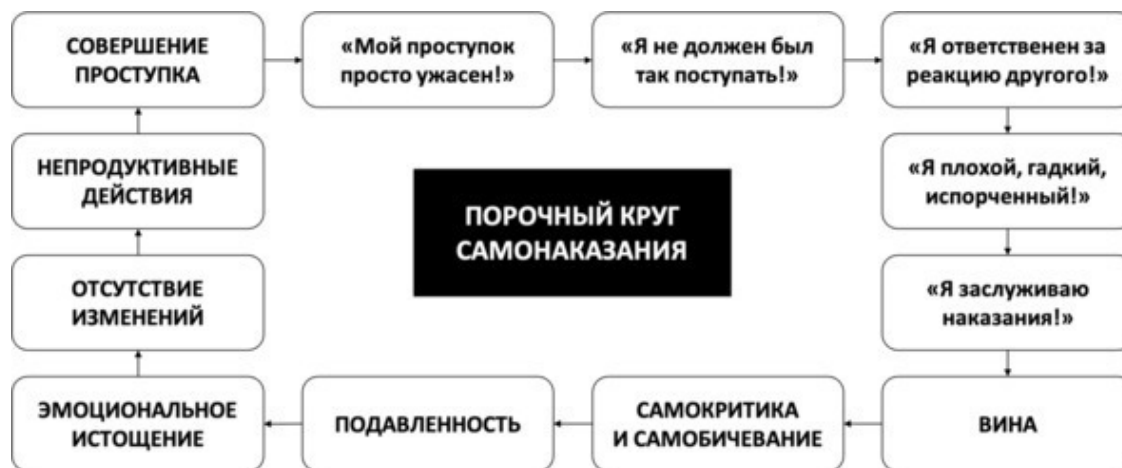 СОВЕРШЕНИЕ
ПРОСТУПКА
«Мой проступок
просто ужасен!»
«Я не должен был
так поступать!»
«Я ответственен за
реакцию другого!»
«Я плохой, гадкий,
испорченный!»
«Я заслуживаю
наказания!»
ВИНА
САМОКРИТИКА
И САМОБИЧЕВАНИЕ
ПОДАВЛЕННОСТЬ
ЭМОЦИОНАЛЬНОЕ
ИСТОЩЕНИЕ
ОТСУТСТВИЕ
ИЗМЕНЕНИЙ
НЕПРОДУКТИВНЫЕ
ДЕЙСТВИЯ
ПОРОЧНЫЙ КРУГ
САМОНАКАЗАНИЯ